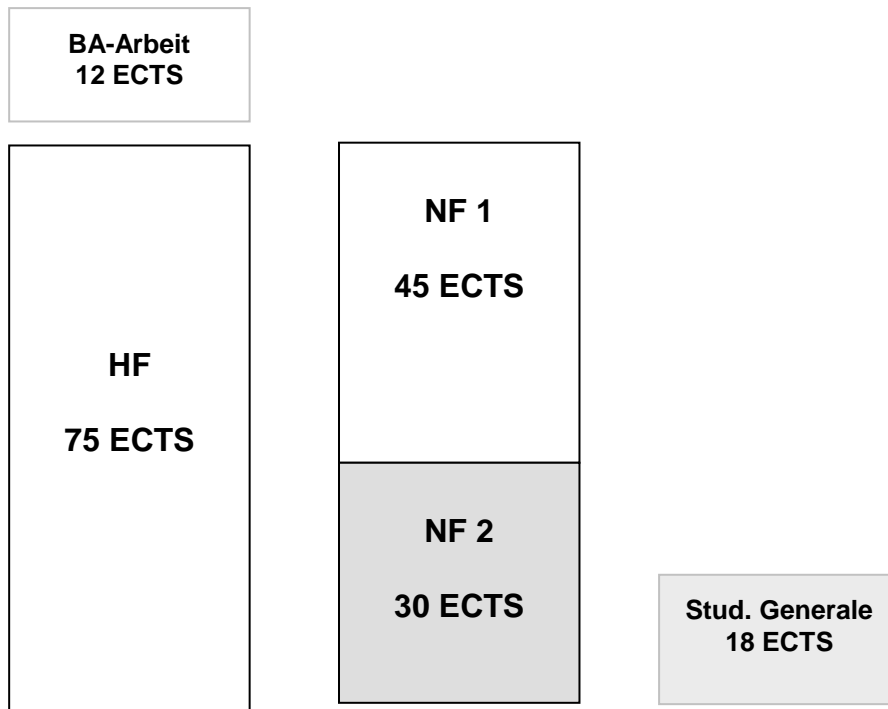 BA-Arbeit
12 ECTS
HF
75 ECTS
NF 1
45 ECTS
NF 2
30 ECTS
Stud. Generale
18 ECTS